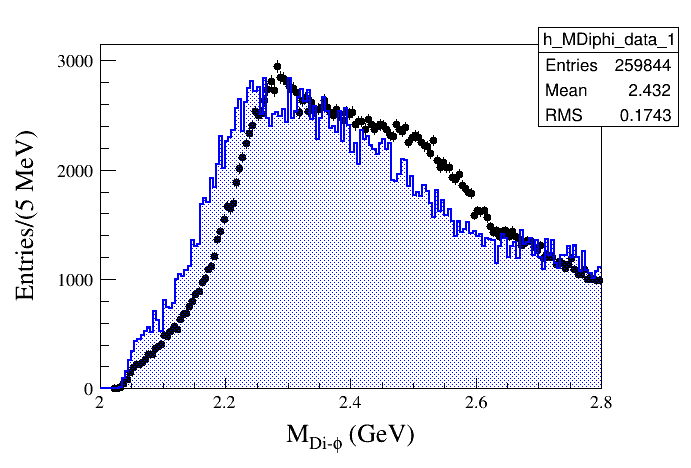 h_MDiphi_data_1
Entries 259844
Mean 2.432
RMS 0.1743
Entries/(5 MeV)
3000
2000
1000
0
2 2.2 2.4 2.6 2.8
M_Di-ϕ (GeV)